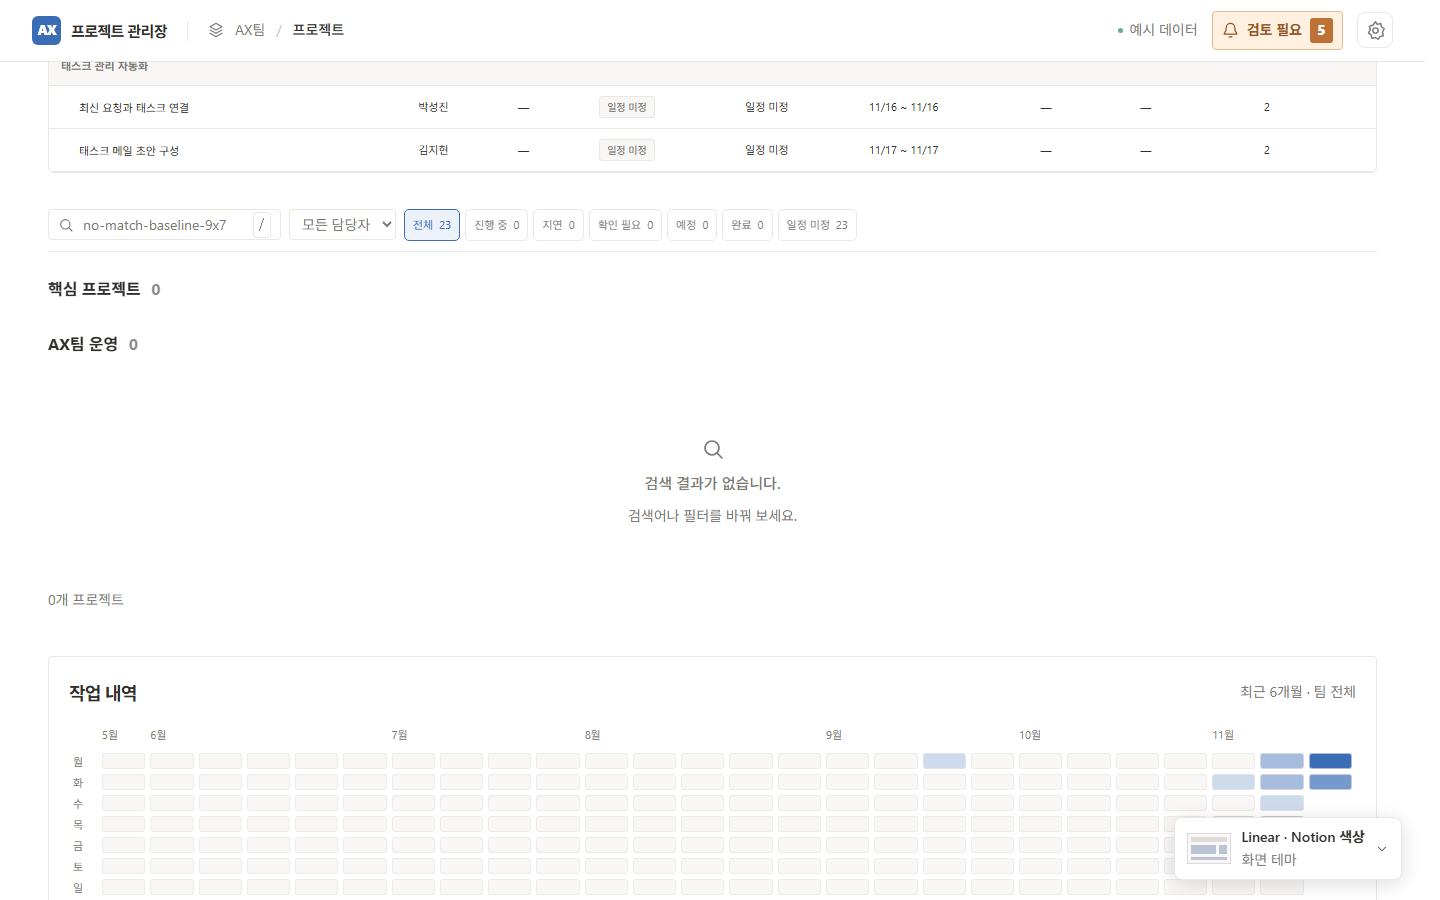 AX 프로젝트 관리장 AX팀 / 프로젝트 예시 데이터 검토 필요 5
태스크 관리 자동화
최신 요청과 태스크 연결 박성진 — 일정 미정 일정 미정 11/16 ~ 11/16 — — 2
태스크 메일 초안 구성 김지현 — 일정 미정 일정 미정 11/17 ~ 11/17 — — 2
no-match-baseline-9x7 / 모든 담당자 전체 23 진행 중 0 지연 0 확인 필요 0 예정 0 완료 0 일정 미정 23
핵심 프로젝트 0
AX팀 운영 0
검색 결과가 없습니다.
검색어나 필터를 바꿔 보세요.
0개 프로젝트
작업 내역 최근 6개월 · 팀 전체
5월 6월 7월 8월 9월 10월 11월
월
화
수
목
금
토
일
Linear · Notion 색상
화면 테마